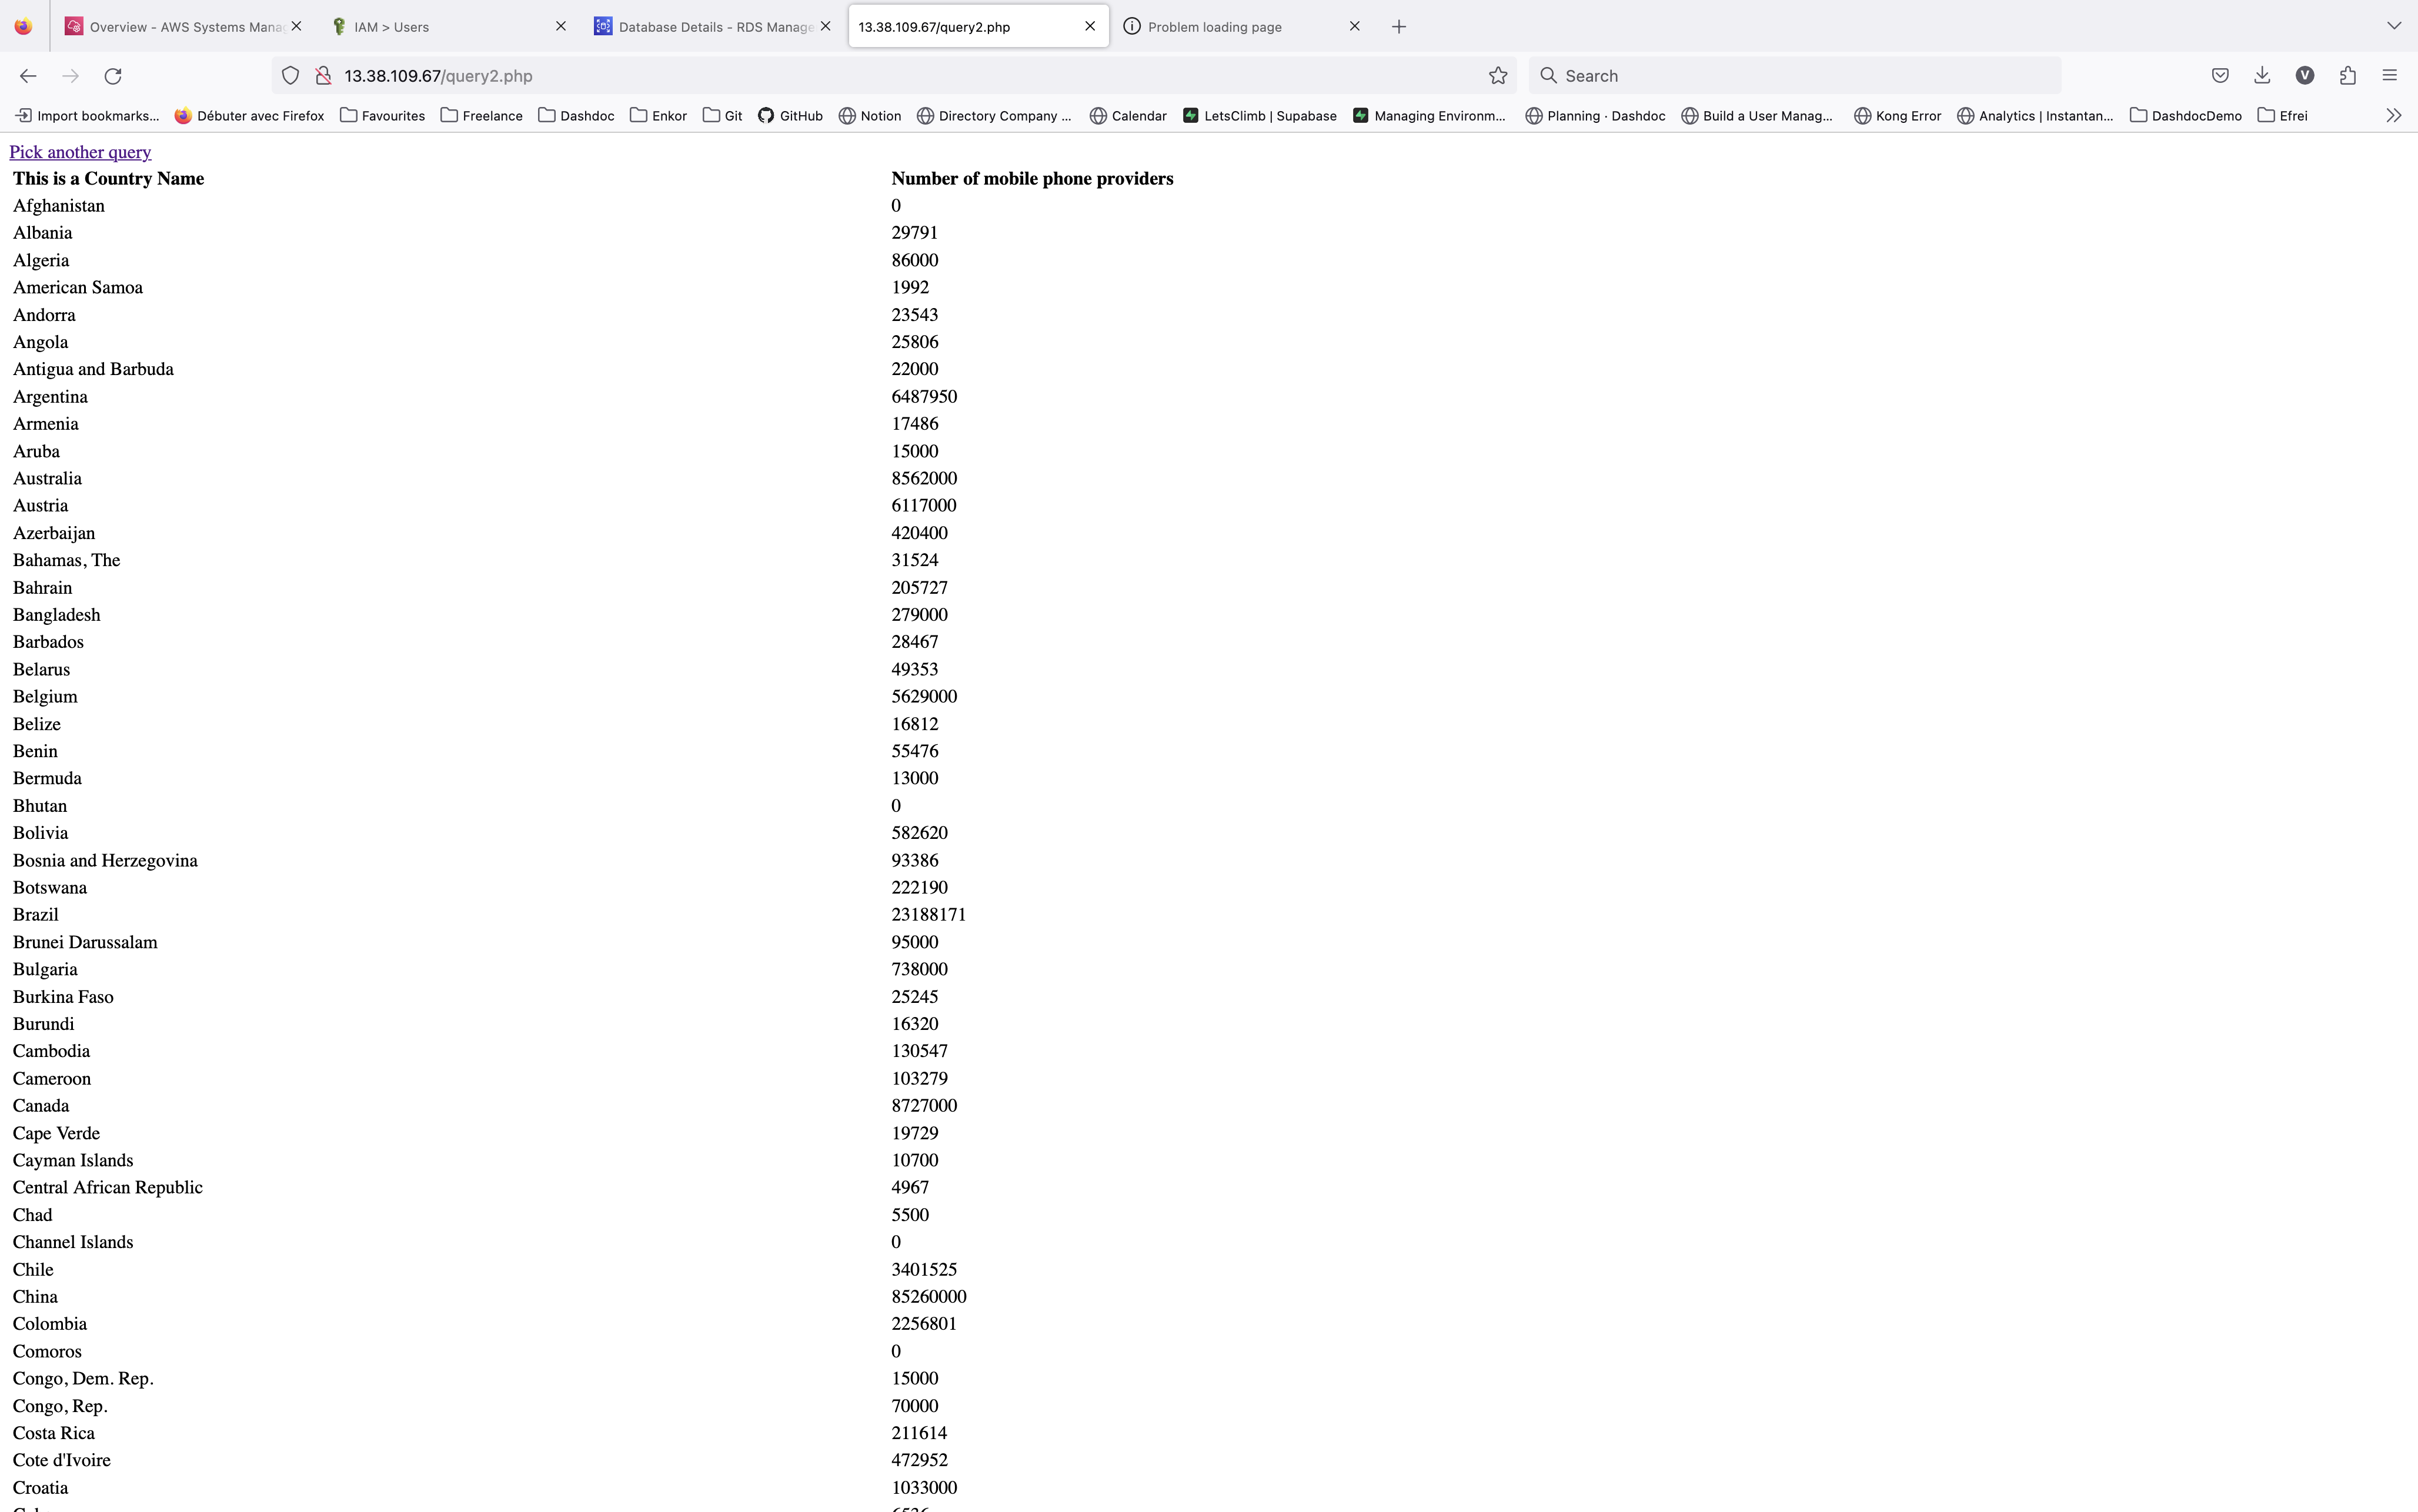 Overview - AWS Systems Mana
IAM > Users
Database Details - RDS Manage
13.38.109.67/query2.php
Problem loading page
13.38.109.67/query2.php
Search
V
Import bookmarks...
Débuter avec Firefox
Favourites
Freelance
Dashdoc
Enkor
Git
GitHub
Notion
Directory Company ...
Calendar
LetsClimb | Supabase
Managing Environm...
Planning · Dashdoc
Build a User Manag...
Kong Error
Analytics | Instantan...
DashdocDemo
Efrei
Pick another query
This is a Country Name Number of mobile phone providers
Afghanistan 0
Albania 29791
Algeria 86000
American Samoa 1992
Andorra 23543
Angola 25806
Antigua and Barbuda 22000
Argentina 6487950
Armenia 17486
Aruba 15000
Australia 8562000
Austria 6117000
Azerbaijan 420400
Bahamas, The 31524
Bahrain 205727
Bangladesh 279000
Barbados 28467
Belarus 49353
Belgium 5629000
Belize 16812
Benin 55476
Bermuda 13000
Bhutan 0
Bolivia 582620
Bosnia and Herzegovina 93386
Botswana 222190
Brazil 23188171
Brunei Darussalam 95000
Bulgaria 738000
Burkina Faso 25245
Burundi 16320
Cambodia 130547
Cameroon 103279
Canada 8727000
Cape Verde 19729
Cayman Islands 10700
Central African Republic 4967
Chad 5500
Channel Islands 0
Chile 3401525
China 85260000
Colombia 2256801
Comoros 0
Congo, Dem. Rep. 15000
Congo, Rep. 70000
Costa Rica 211614
Cote d'Ivoire 472952
Croatia 1033000